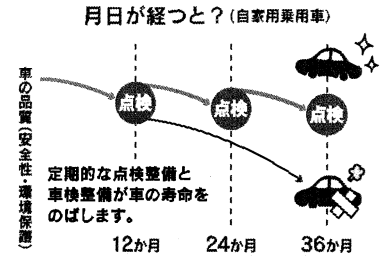 月日が経つと？(自家用乗用車)
車の品質(安全性・環境保護)
点検
点検
点検
定期的な点検整備と
車検整備が車の寿命を
のばします。
12か月
24か月
36か月